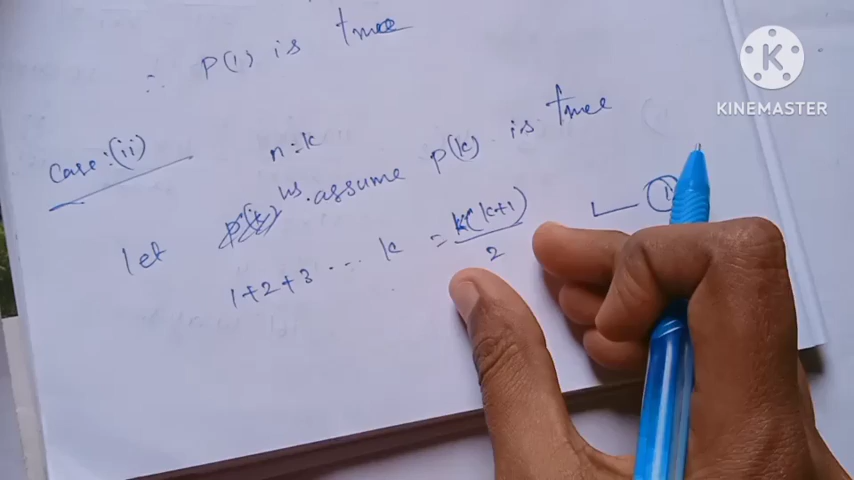 ∴ P(1) is true
Case:(ii) n:k
let us assume P(k) is true
1+2+3 ... k = k(k+1)/2 ①
K
KINEMASTER